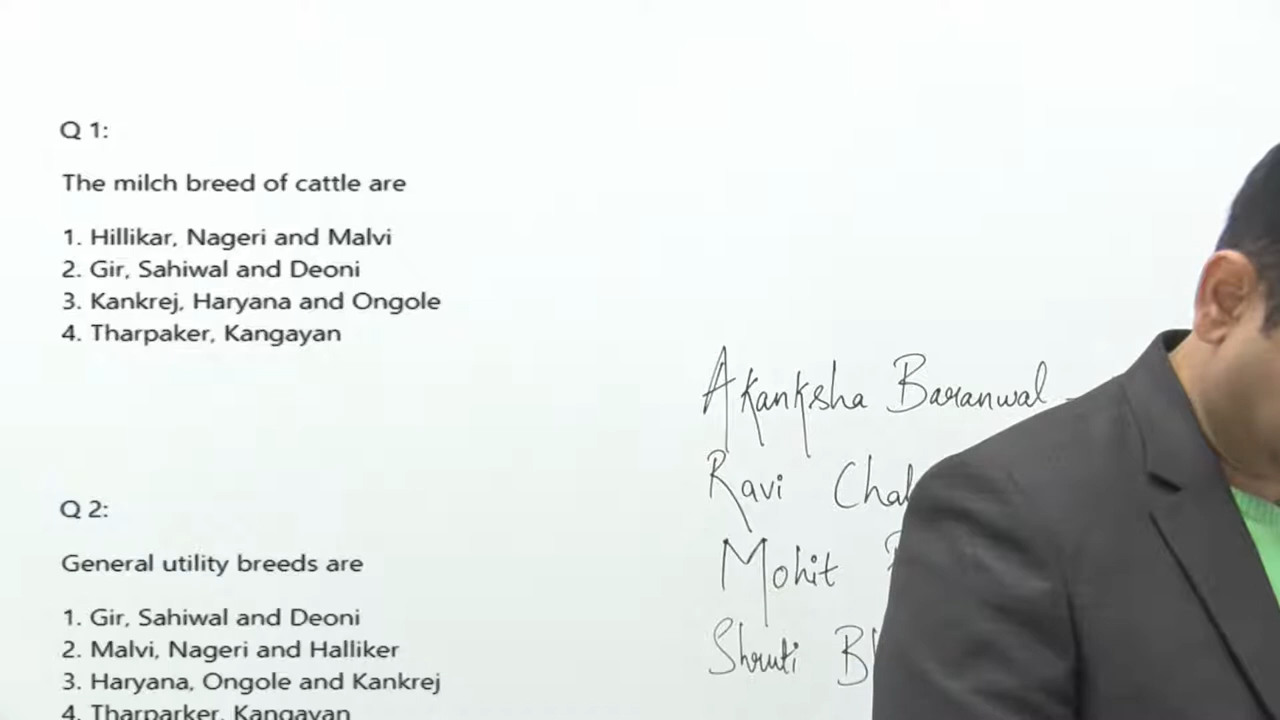 Q 1:
The milch breed of cattle are
1. Hillikar, Nageri and Malvi
2. Gir, Sahiwal and Deoni
3. Kankrej, Haryana and Ongole
4. Tharpaker, Kangayan
Akanksha Baranwal -
Ravi
Mohit
Shruti
Q 2:
General utility breeds are
1. Gir, Sahiwal and Deoni
2. Malvi, Nageri and Halliker
3. Haryana, Ongole and Kankrej
4. Tharparker, Kangayan